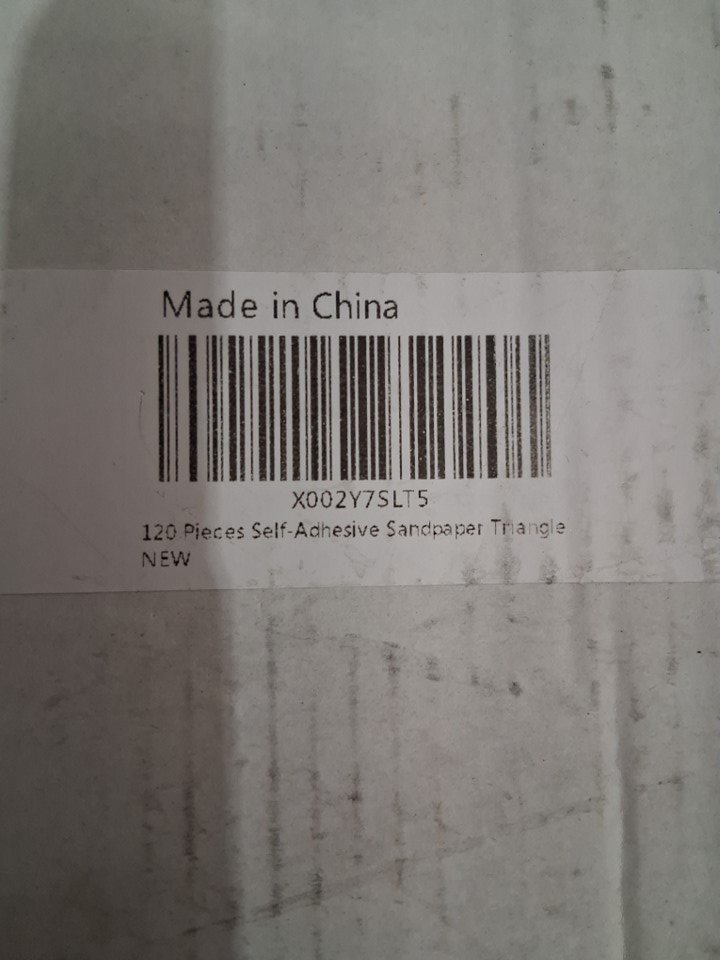 Made in China
X002Y7SLT5
120 Pieces Self-Adhesive Sandpaper Triangle
NEW